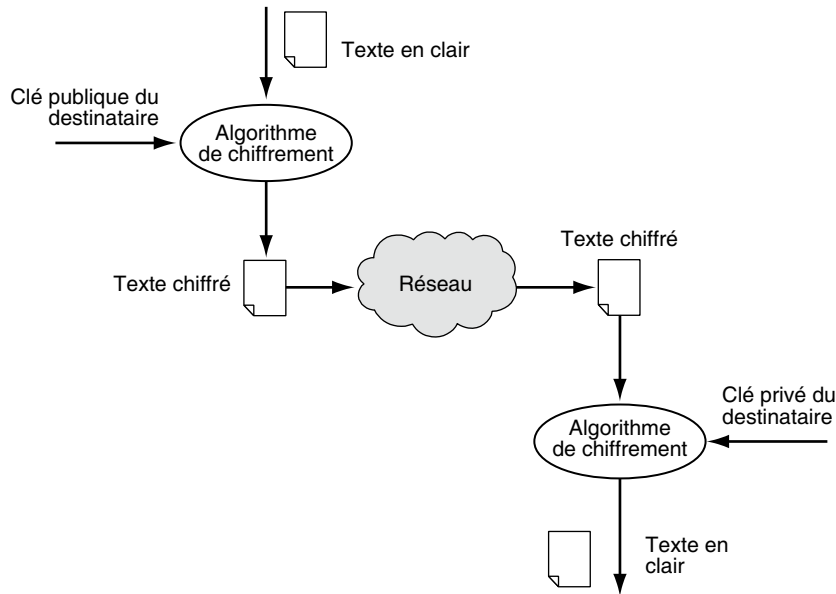 Texte en clair
Clé publique du
destinataire
Algorithme
de chiffrement
Texte chiffré
Réseau
Texte chiffré
Clé privé du
destinataire
Algorithme
de chiffrement
Texte en
clair